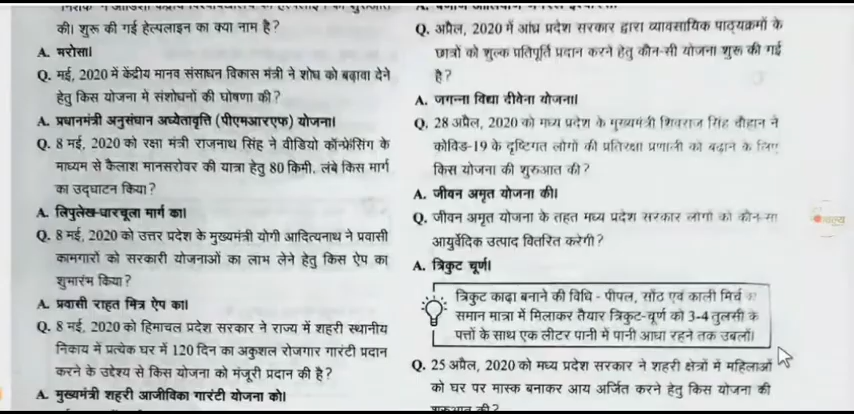 की। शुरू की गई हेल्पलाइन का क्या नाम है?
A. भरोसा।
Q. मई, 2020 में केंद्रीय मानव संसाधन विकास मंत्री ने शोध को बढ़ावा देने
हेतु किस योजना में संशोधनों की घोषणा की?
A. प्रधानमंत्री अनुसंधान अध्येतावृत्ति (पीएमआरएफ) योजना।
Q. 8 मई, 2020 को रक्षा मंत्री राजनाथ सिंह ने वीडियो कॉन्फ्रेंसिंग के
माध्यम से कैलाश मानसरोवर की यात्रा हेतु 80 किमी. लंबे किस मार्ग
का उद्घाटन किया?
A. लिपुलेख-धारचूला मार्ग का।
Q. 8 मई, 2020 को उत्तर प्रदेश के मुख्यमंत्री योगी आदित्यनाथ ने प्रवासी
कामगारों को सरकारी योजनाओं का लाभ लेने हेतु किस ऐप का
शुभारंभ किया?
A. प्रवासी राहत मित्र ऐप का।
Q. 8 मई, 2020 को हिमाचल प्रदेश सरकार ने राज्य में शहरी स्थानीय
निकाय में प्रत्येक घर में 120 दिन का अकुशल रोजगार गारंटी प्रदान
करने के उद्देश्य से किस योजना को मंजूरी प्रदान की है?
A. मुख्यमंत्री शहरी आजीविका गारंटी योजना को।
Q. अप्रैल, 2020 में आंध्र प्रदेश सरकार द्वारा व्यावसायिक पाठ्यक्रमों के
छात्रों को शुल्क प्रतिपूर्ति प्रदान करने हेतु कौन-सी योजना शुरू की गई
है?
A. जगन्ना विद्या दीवेना योजना।
Q. 28 अप्रैल, 2020 को मध्य प्रदेश के मुख्यमंत्री शिवराज सिंह चौहान ने
कोविड-19 के दृष्टिगत लोगों की प्रतिरक्षा प्रणाली को बढ़ाने के लिए
किस योजना की शुरुआत की?
A. जीवन अमृत योजना की।
Q. जीवन अमृत योजना के तहत मध्य प्रदेश सरकार लोगों को कौन-सा
आयुर्वेदिक उत्पाद वितरित करेगी?
A. त्रिकुट चूर्ण।
त्रिकुट काढ़ा बनाने की विधि - पीपल, सोंठ एवं काली मिर्च को
समान मात्रा में मिलाकर तैयार त्रिकुट-चूर्ण को 3-4 तुलसी के
पत्तों के साथ एक लीटर पानी में पानी आधा रहने तक उबलों।
Q. 25 अप्रैल, 2020 को मध्य प्रदेश सरकार ने शहरी क्षेत्रों में महिलाओं
को घर पर मास्क बनाकर आय अर्जित करने हेतु किस योजना की